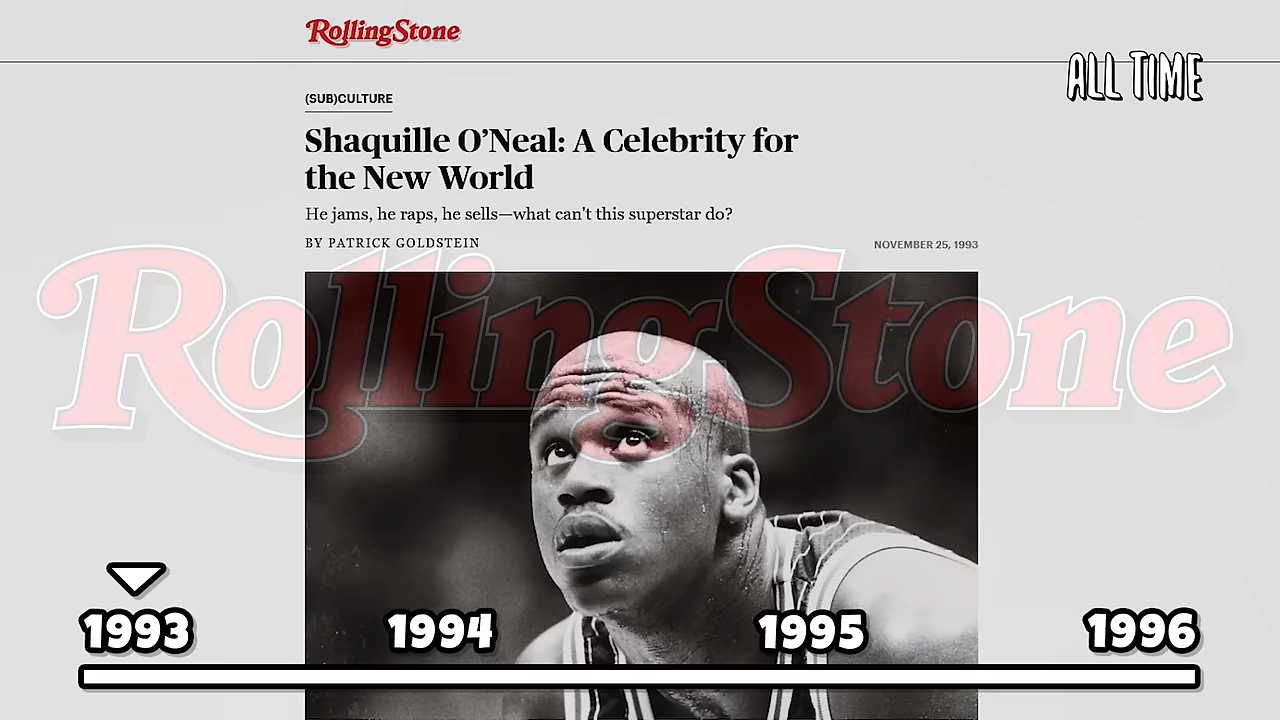 RollingStone
ALL TIME
(SUB)CULTURE
Shaquille O’Neal: A Celebrity for
the New World
He jams, he raps, he sells—what can't this superstar do?
BY PATRICK GOLDSTEIN
NOVEMBER 25, 1993
RollingStone
1993
1994
1995
1996